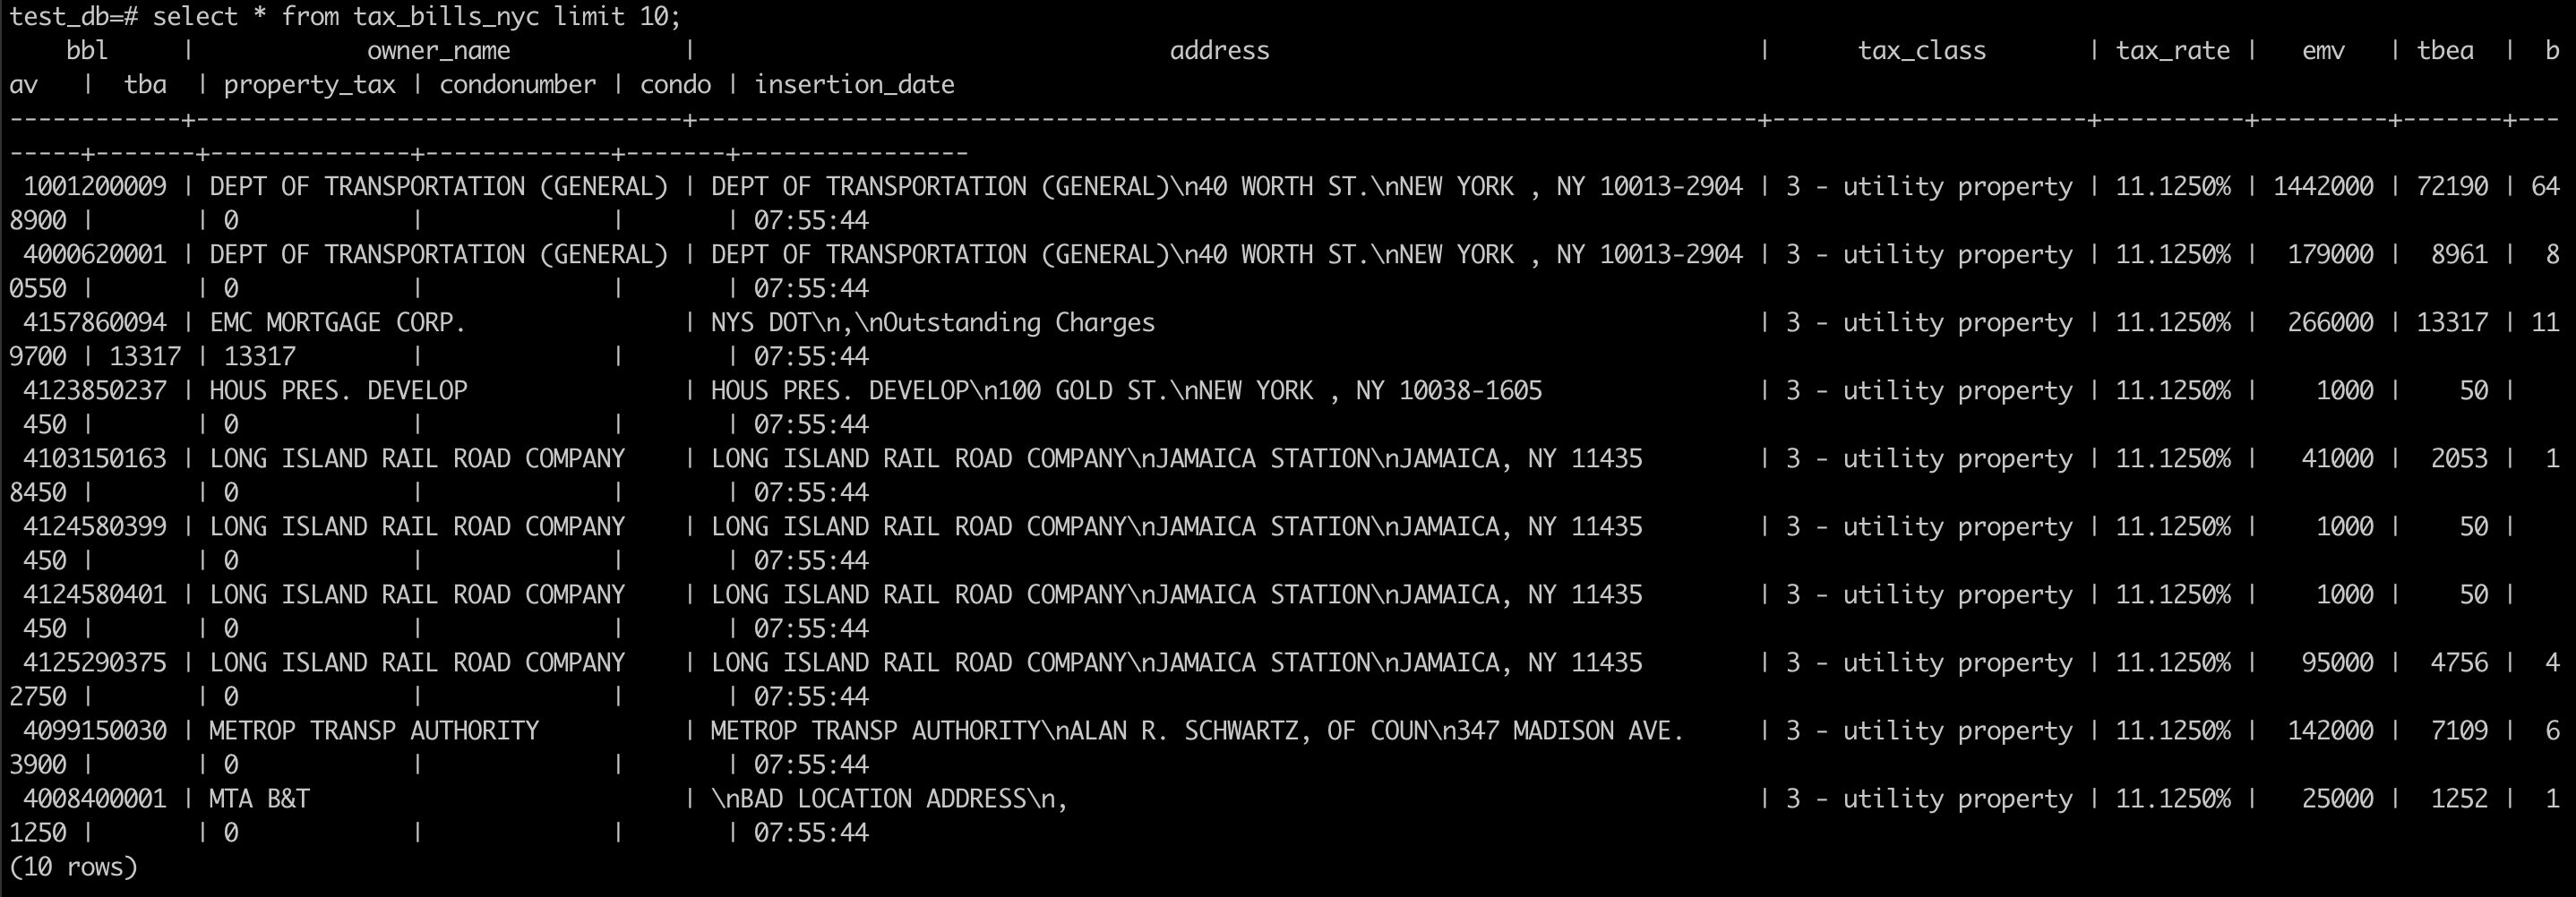 test_db=# select * from tax_bills_nyc limit 10;
    bbl     |            owner_name            |                                 address                                  |      tax_class       | tax_rate |   emv   | tbea  |  b
av   |  tba  | property_tax | condonumber | condo | insertion_date
------------+----------------------------------+--------------------------------------------------------------------------+----------------------+----------+---------+-------+---
-----+-------+--------------+-------------+-------+----------------
 1001200009 | DEPT OF TRANSPORTATION (GENERAL) | DEPT OF TRANSPORTATION (GENERAL)\n40 WORTH ST.\nNEW YORK , NY 10013-2904 | 3 - utility property | 11.1250% | 1442000 | 72190 | 64
8900 |       | 0            |             |       | 07:55:44
 4000620001 | DEPT OF TRANSPORTATION (GENERAL) | DEPT OF TRANSPORTATION (GENERAL)\n40 WORTH ST.\nNEW YORK , NY 10013-2904 | 3 - utility property | 11.1250% |  179000 |  8961 |  8
0550 |       | 0            |             |       | 07:55:44
 4157860094 | EMC MORTGAGE CORP.               | NYS DOT\n,\nOutstanding Charges                                          | 3 - utility property | 11.1250% |  266000 | 13317 | 11
9700 | 13317 | 13317        |             |       | 07:55:44
 4123850237 | HOUS PRES. DEVELOP               | HOUS PRES. DEVELOP\n100 GOLD ST.\nNEW YORK , NY 10038-1605               | 3 - utility property | 11.1250% |    1000 |    50 |
 450 |       | 0            |             |       | 07:55:44
 4103150163 | LONG ISLAND RAIL ROAD COMPANY    | LONG ISLAND RAIL ROAD COMPANY\nJAMAICA STATION\nJAMAICA, NY 11435        | 3 - utility property | 11.1250% |   41000 |  2053 |  1
8450 |       | 0            |             |       | 07:55:44
 4124580399 | LONG ISLAND RAIL ROAD COMPANY    | LONG ISLAND RAIL ROAD COMPANY\nJAMAICA STATION\nJAMAICA, NY 11435        | 3 - utility property | 11.1250% |    1000 |    50 |
 450 |       | 0            |             |       | 07:55:44
 4124580401 | LONG ISLAND RAIL ROAD COMPANY    | LONG ISLAND RAIL ROAD COMPANY\nJAMAICA STATION\nJAMAICA, NY 11435        | 3 - utility property | 11.1250% |    1000 |    50 |
 450 |       | 0            |             |       | 07:55:44
 4125290375 | LONG ISLAND RAIL ROAD COMPANY    | LONG ISLAND RAIL ROAD COMPANY\nJAMAICA STATION\nJAMAICA, NY 11435        | 3 - utility property | 11.1250% |   95000 |  4756 |  4
2750 |       | 0            |             |       | 07:55:44
 4099150030 | METROP TRANSP AUTHORITY          | METROP TRANSP AUTHORITY\nALAN R. SCHWARTZ, OF COUN\n347 MADISON AVE.     | 3 - utility property | 11.1250% |  142000 |  7109 |  6
3900 |       | 0            |             |       | 07:55:44
 4008400001 | MTA B&T                          | \nBAD LOCATION ADDRESS\n,                                                | 3 - utility property | 11.1250% |   25000 |  1252 |  1
1250 |       | 0            |             |       | 07:55:44
(10 rows)